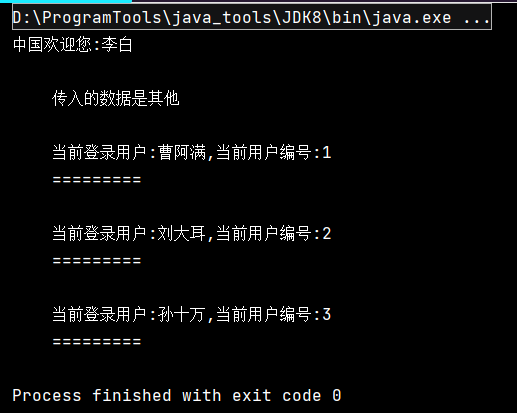 D:\ProgramTools\java_tools\JDK8\bin\java.exe ...
中国欢迎您:李白
传入的数据是其他
当前登录用户:曹阿满,当前用户编号:1
=========
当前登录用户:刘大耳,当前用户编号:2
=========
当前登录用户:孙十万,当前用户编号:3
=========
Process finished with exit code 0